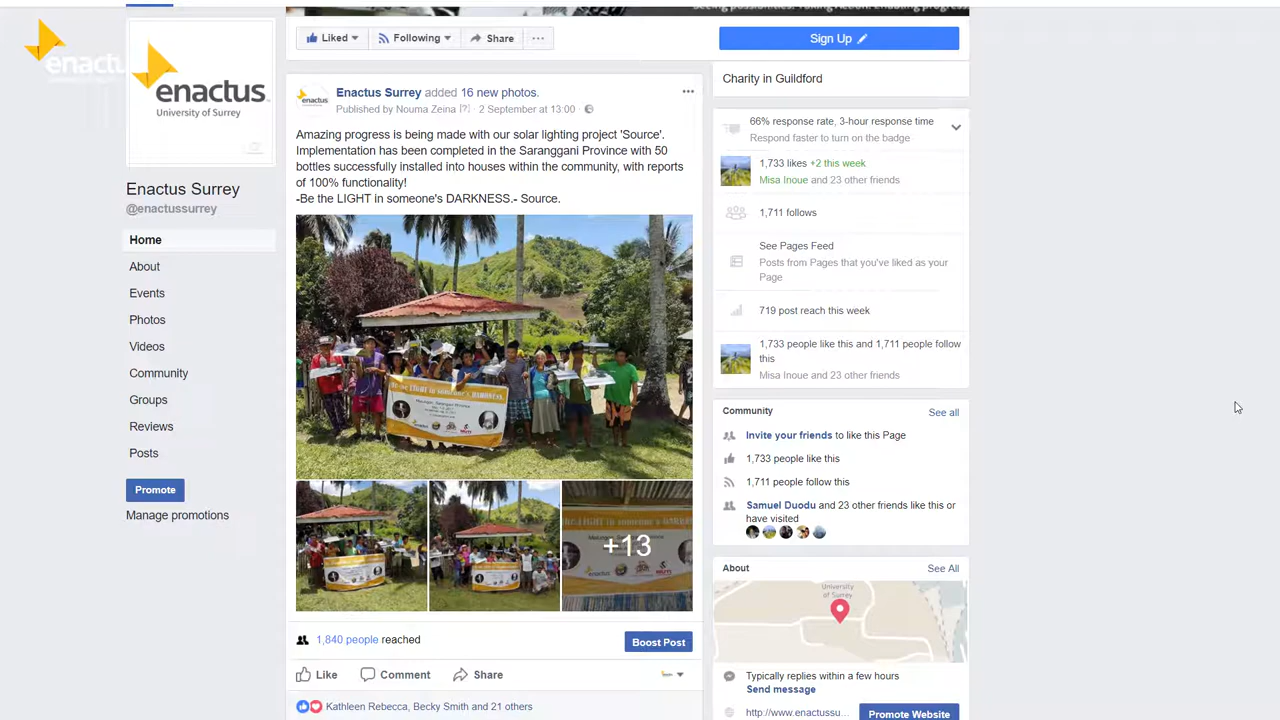 enactus
University of Surrey
Enactus Surrey
@enactussurrey
Home
About
Events
Photos
Videos
Community
Groups
Reviews
Posts
Promote
Manage promotions
Liked
Following
Share
Sign Up
Enactus Surrey added 16 new photos.
Published by Nouma Zeina [?] · 2 September at 13:00 ·
Amazing progress is being made with our solar lighting project 'Source'.
Implementation has been completed in the Saranggani Province with 50
bottles successfully installed into houses within the community, with reports
of 100% functionality!
-Be the LIGHT in someone's DARKNESS.- Source.
+13
1,840 people reached
Boost Post
Like
Comment
Share
Kathleen Rebecca, Becky Smith and 21 others
Charity in Guildford
66% response rate, 3-hour response time
Respond faster to turn on the badge
1,733 likes +2 this week
Misa Inoue and 23 other friends
1,711 follows
See Pages Feed
Posts from Pages that you've liked as your
Page
719 post reach this week
1,733 people like this and 1,711 people follow
this
Misa Inoue and 23 other friends
Community
See all
Invite your friends to like this Page
1,733 people like this
1,711 people follow this
Samuel Duodu and 23 other friends like this or
have visited
About
See All
University
of Surrey
Typically replies within a few hours
Send message
http://www.enactussu...
Promote Website